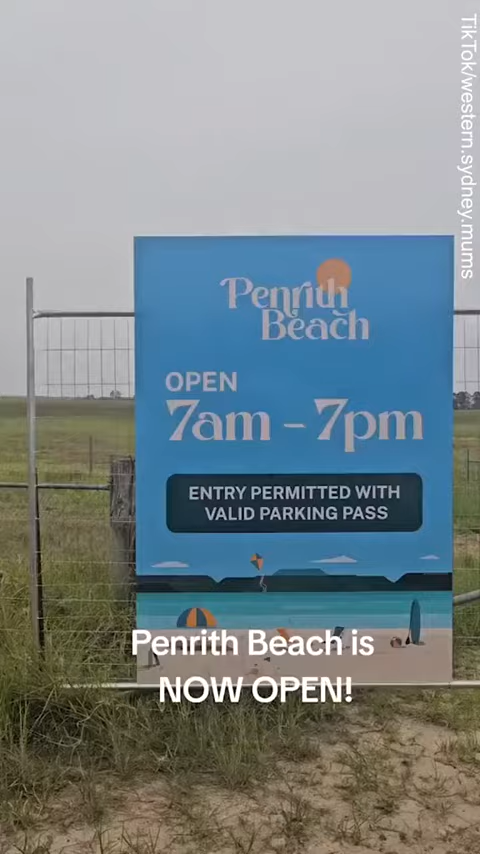 TikTok/western.sydney.mums
Penrith
Beach
OPEN
7am – 7pm
ENTRY PERMITTED WITH
VALID PARKING PASS
Penrith Beach is
NOW OPEN!